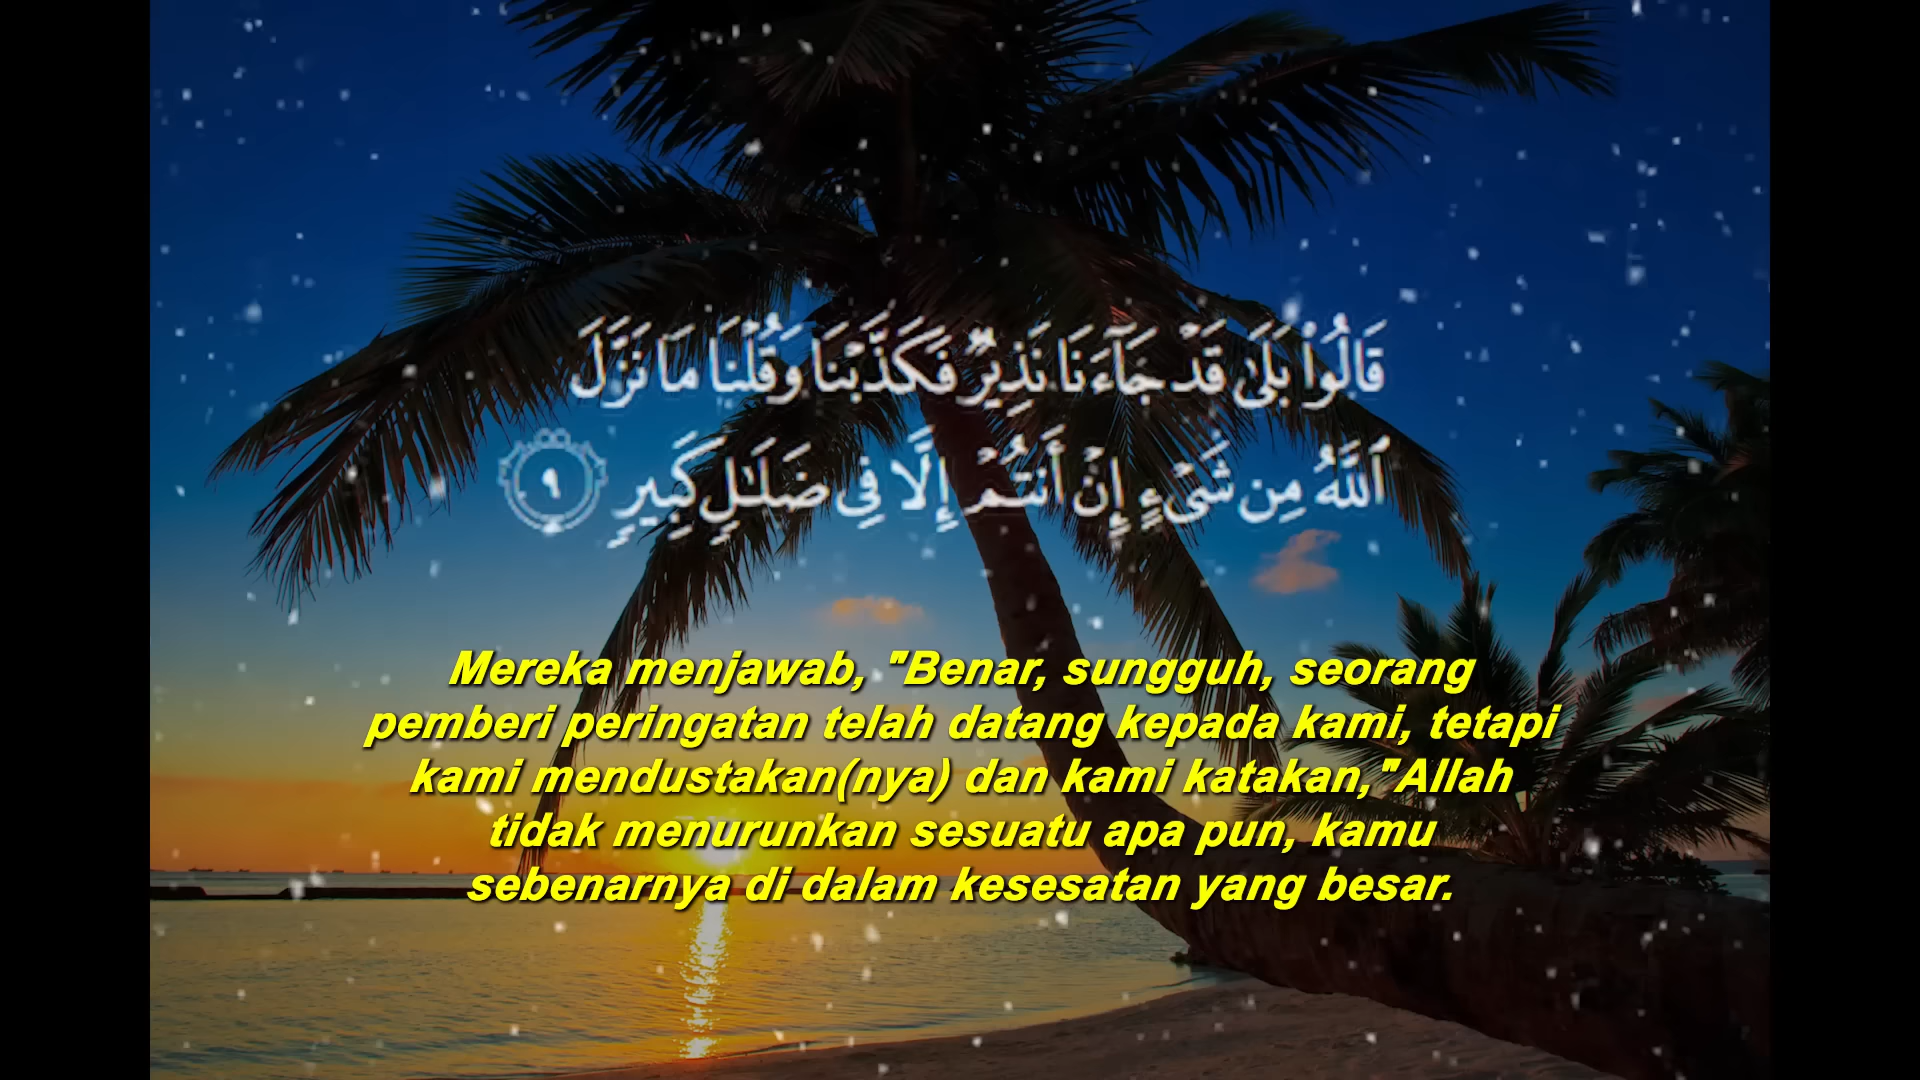 قَالُوا۟ بَلَىٰ قَدْ جَآءَنَا نَذِيرٌ فَكَذَّبْنَا وَقُلْنَا مَا نَزَّلَ
ٱللَّهُ مِن شَىْءٍ إِنْ أَنتُمْ إِلَّا فِى ضَلَـٰلٍ كَبِيرٍ ٩
Mereka menjawab, "Benar, sungguh, seorang
pemberi peringatan telah datang kepada kami, tetapi
kami mendustakan(nya) dan kami katakan,"Allah
tidak menurunkan sesuatu apa pun, kamu
sebenarnya di dalam kesesatan yang besar.